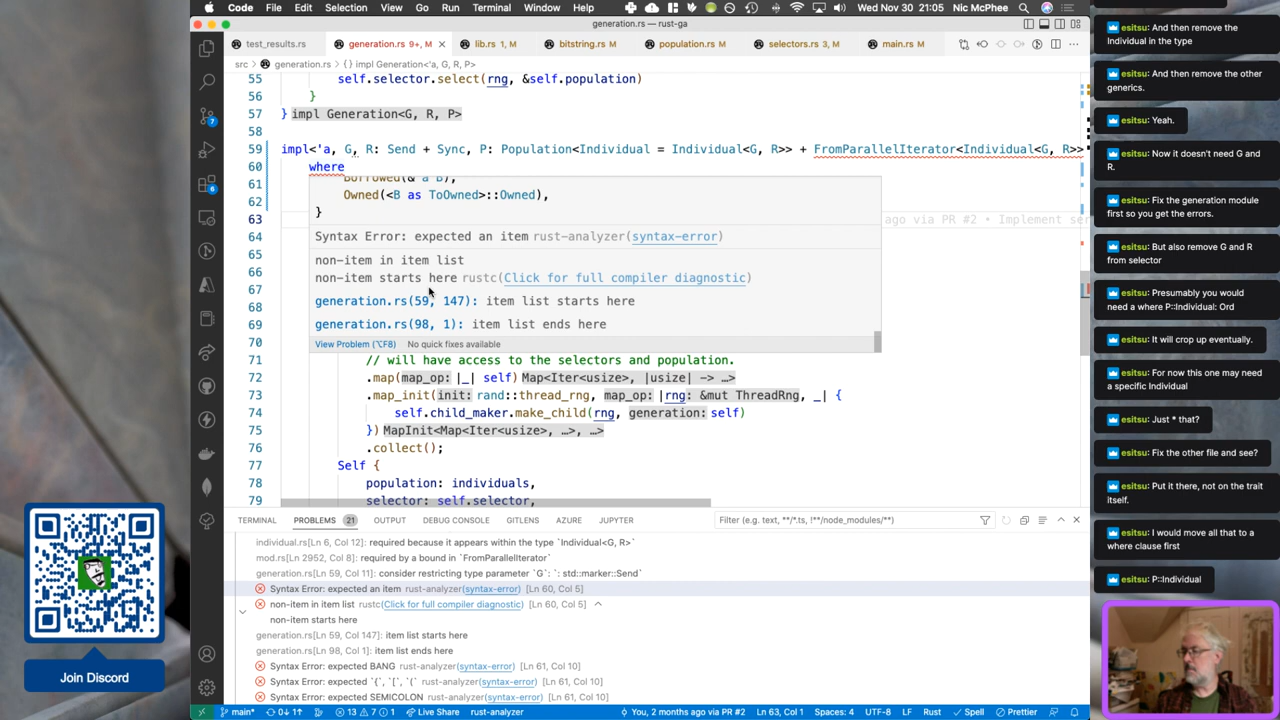 Code File Edit Selection View Go Run Terminal Window Help
Wed Nov 30 21:05 Nic McPhee
generation.rs — rust-ga
test_results.rs
generation.rs 9+, M
lib.rs 1, M
bitstring.rs M
population.rs M
selectors.rs 3, M
main.rs M
src > generation.rs > {} impl Generation<'a, G, R, P>
55 self.selector.select(rng, &self.population)
56 }
57 } impl Generation<G, R, P>
58
59 impl<'a, G, R: Send + Sync, P: Population<Individual = Individual<G, R>> + FromParallelIterator<Individual<G, R>>
60 where
61
62 Owned(<B as ToOwned>::Owned),
}
63 ago via PR #2 • Implement ser
64 Syntax Error: expected an item rust-analyzer(syntax-error)
65 non-item in item list
66 non-item starts here rustc(Click for full compiler diagnostic)
67
68 generation.rs(59, 147): item list starts here
69 generation.rs(98, 1): item list ends here
70 View Problem (⌥F8) No quick fixes available
71 // will have access to the selectors and population.
72 .map(map_op: |_| self) Map<Iter<usize>, |usize| -> …>
73 .map_init(init: rand::thread_rng, map_op: |rng: &mut ThreadRng, _| {
74 self.child_maker.make_child(rng, generation: self)
75 }) MapInit<Map<Iter<usize>, …>, …>
76 .collect();
77 Self {
78 population: individuals,
79 selector: self.selector,
TERMINAL PROBLEMS 21 OUTPUT DEBUG CONSOLE GITLENS AZURE JUPYTER
Filter (e.g. text, **/*.ts, !**/node_modules/**)
individual.rs[Ln 6, Col 12]: required because it appears within the type `Individual<G, R>`
mod.rs[Ln 2952, Col 8]: required by a bound in `FromParallelIterator`
generation.rs[Ln 59, Col 11]: consider restricting type parameter `G`: `: std::marker::Send`
Syntax Error: expected an item rust-analyzer(syntax-error) [Ln 60, Col 5]
non-item in item list rustc(Click for full compiler diagnostic) [Ln 60, Col 5]
non-item starts here
generation.rs[Ln 59, Col 147]: item list starts here
generation.rs[Ln 98, Col 1]: item list ends here
Syntax Error: expected BANG rust-analyzer(syntax-error) [Ln 61, Col 10]
Syntax Error: expected `{`, `[`, `(` rust-analyzer(syntax-error) [Ln 61, Col 10]
Syntax Error: expected SEMICOLON rust-analyzer(syntax-error) [Ln 61, Col 10]
main* 0↓ 1↑ 13 7 1 Live Share rust-analyzer
You, 2 months ago via PR #2 Ln 63, Col 1 Spaces: 4 UTF-8 LF Rust Spell Prettier
7
6
Join Discord
esitsu: And then remove the
Individual in the type
esitsu: And then remove the other
generics.
esitsu: Yeah.
esitsu: Now it doesn't need G and
R.
esitsu: Fix the generation module
first so you get the errors.
esitsu: But also remove G and R
from selector
esitsu: Presumably you would
need a where P::Individual: Ord
esitsu: It will crop up eventually.
esitsu: For now this one may need
a specific Individual
esitsu: Just * that?
esitsu: Fix the other file and see?
esitsu: Put it there, not on the trait
itself.
esitsu: I would move all that to a
where clause first
esitsu: P::Individual